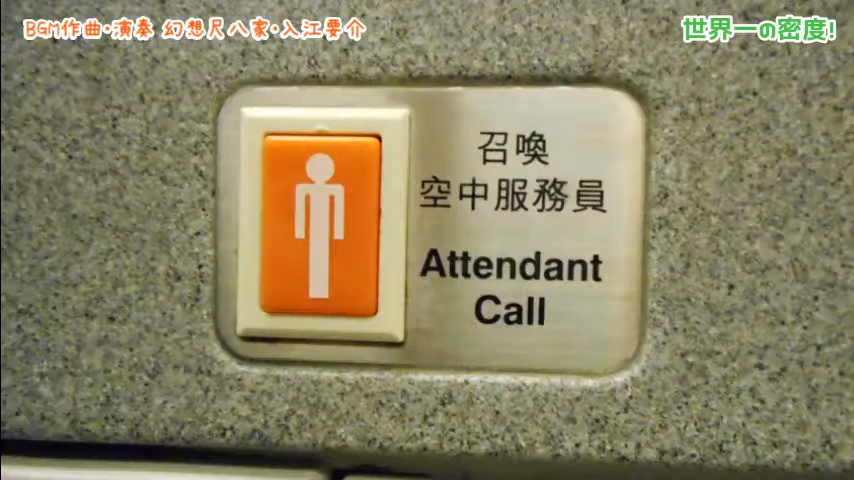 BGM作曲・演奏 幻想尺八家・入江要介
世界一の密度!
召喚
空中服務員
Attendant
Call